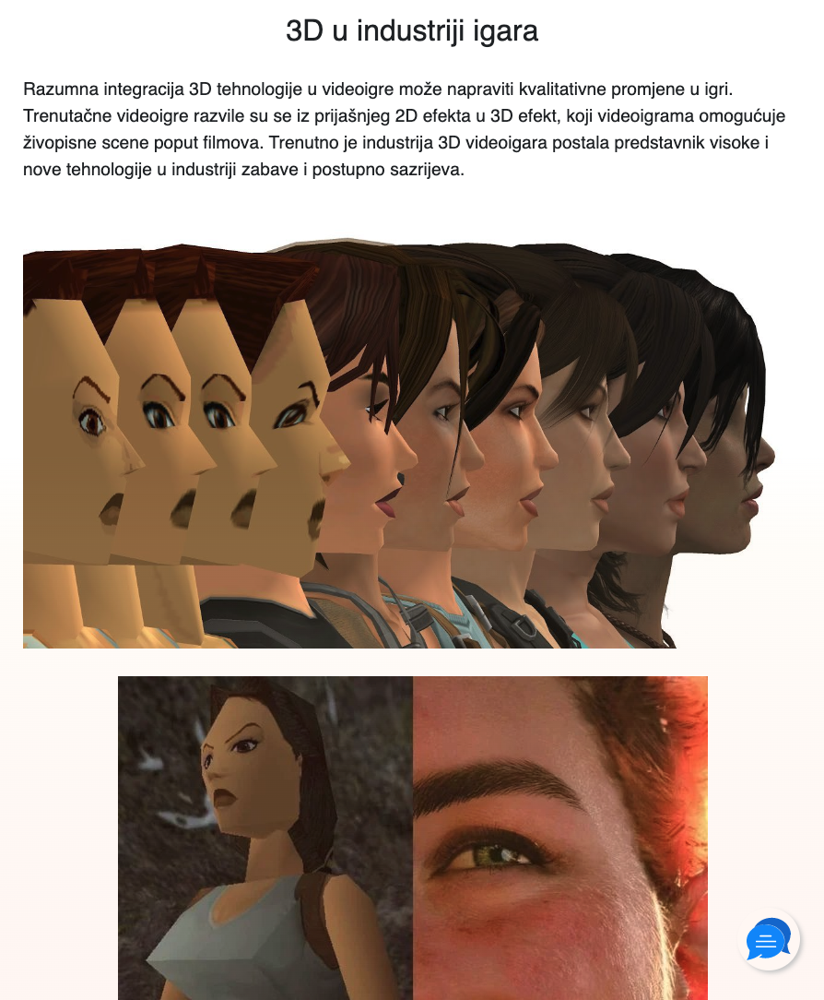 3D u industriji igara
Razumna integracija 3D tehnologije u videoigre može napraviti kvalitativne promjene u igri.
Trenutačne videoigre razvile su se iz prijašnjeg 2D efekta u 3D efekt, koji videoigrama omogućuje
živopisne scene poput filmova. Trenutno je industrija 3D videoigara postala predstavnik visoke i
nove tehnologije u industriji zabave i postupno sazrijeva.